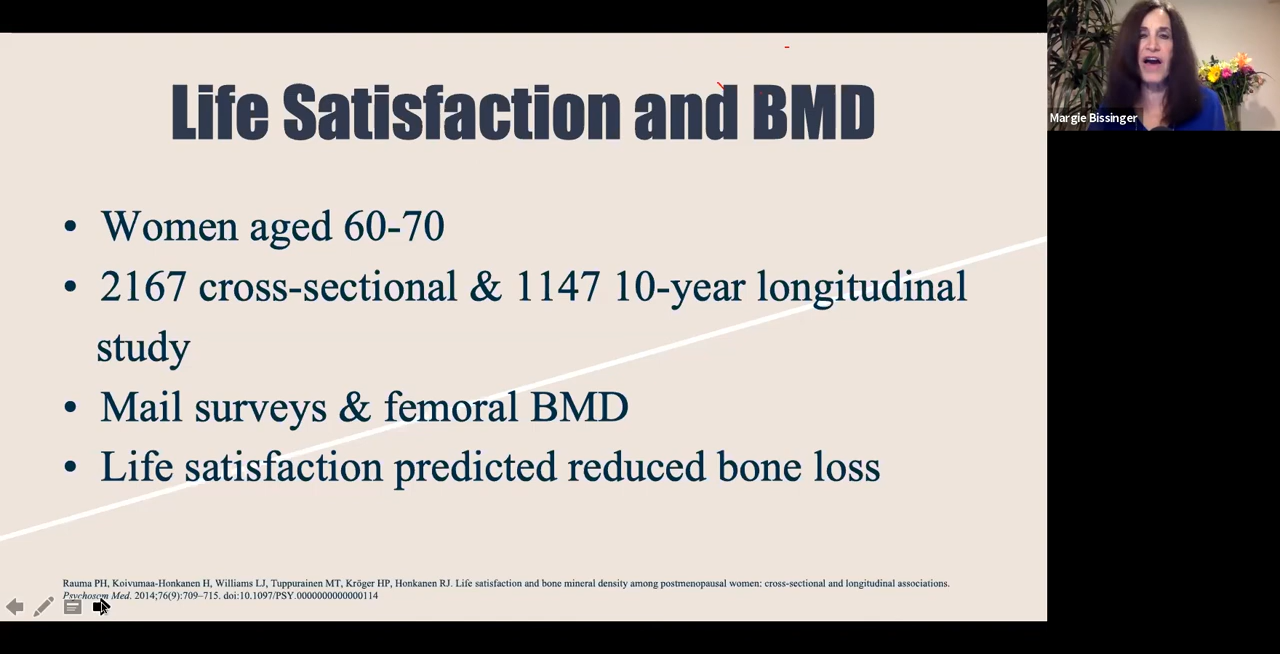 Life Satisfaction and BMD
• Women aged 60-70
• 2167 cross-sectional & 1147 10-year longitudinal
study
• Mail surveys & femoral BMD
• Life satisfaction predicted reduced bone loss
Rauma PH, Koivumaa-Honkanen H, Williams LJ, Tuppurainen MT, Kröger HP, Honkanen RJ. Life satisfaction and bone mineral density among postmenopausal women: cross-sectional and longitudinal associations.
Psychosom Med. 2014;76(9):709–715. doi:10.1097/PSY.0000000000000114
Margie Bissinger